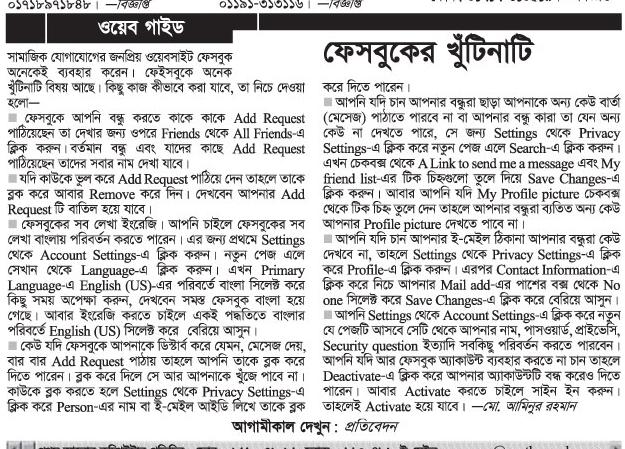 ০১৭১৮৯৭১৮৪৮। —বিজ্ঞপ্তি
০১১৯১-৩১৩১১৬। —বিজ্ঞপ্তি
ওয়েব গাইড
ফেসবুকের খুঁটিনাটি
সামাজিক যোগাযোগের জনপ্রিয় ওয়েবসাইট ফেসবুক
অনেকেই ব্যবহার করেন। ফেইসবুকে অনেক
খুঁটিনাটি বিষয় আছে। কিছু কাজ কীভাবে করা যাবে, তা নিচে দেওয়া
হলো—
■ ফেসবুকে আপনি বন্ধু করতে কাকে কাকে Add Request
পাঠিয়েছেন তা দেখার জন্য ওপরে Friends থেকে All Friends-এ
ক্লিক করুন। বর্তমান বন্ধু এবং যাদের কাছে Add Request
পাঠিয়েছেন তাদের সবার নাম দেখা যাবে।
■ যদি কাউকে ভুল করে Add Request পাঠিয়ে দেন তাহলে তাকে
ব্লক করে আবার Remove করে দিন। দেখবেন আপনার Add
Request টি বাতিল হয়ে যাবে।
■ ফেসবুকের সব লেখা ইংরেজি। আপনি চাইলে ফেসবুকের সব
লেখা বাংলায় পরিবর্তন করতে পারেন। এর জন্য প্রথমে Settings
থেকে Account Settings-এ ক্লিক করুন। নতুন পেজ এলে
সেখান থেকে Language-এ ক্লিক করুন। এখন Primary
Language-এ English (US)-এর পরিবর্তে বাংলা সিলেক্ট করে
কিছু সময় অপেক্ষা করুন, দেখবেন সমস্ত ফেসবুক বাংলা হয়ে
গেছে। আবার ইংরেজি করতে চাইলে একই পদ্ধতিতে বাংলার
পরিবর্তে English (US) সিলেক্ট করে বেরিয়ে আসুন।
■ কেউ যদি ফেসবুকে আপনাকে ডিস্টার্ব করে যেমন, মেসেজ দেয়,
বার বার Add Request পাঠায় তাহলে আপনি তাকে ব্লক করে
দিতে পারেন। ব্লক করে দিলে সে আর আপনাকে খুঁজে পাবে না।
কাউকে ব্লক করতে হলে Settings থেকে Privacy Settings-এ
ক্লিক করে Person-এর নাম বা ই-মেইল আইডি লিখে তাকে ব্লক
করে দিতে পারেন।
■ আপনি যদি চান আপনার বন্ধুরা ছাড়া আপনাকে অন্য কেউ বার্তা
(মেসেজ) পাঠাতে পারবে না বা আপনার বন্ধু কারা তা যেন অন্য
কেউ না দেখতে পারে, সে জন্য Settings থেকে Privacy
Settings-এ ক্লিক করে নতুন পেজ এলে Search-এ ক্লিক করুন।
এখন চেকবক্স থেকে A Link to send me a message এবং My
friend list-এর টিক চিহ্নগুলো তুলে দিয়ে Save Changes-এ
ক্লিক করুন। আবার আপনি যদি My Profile picture চেকবক্স
থেকে টিক চিহ্ন তুলে দেন তাহলে আপনার বন্ধুরা ব্যতিত অন্য কেউ
আপনার Profile picture দেখতে পাবে না।
■ আপনি যদি চান আপনার ই-মেইল ঠিকানা আপনার বন্ধুরা কেউ
দেখবে না, তাহলে Settings থেকে Privacy Settings-এ ক্লিক
করে Profile-এ ক্লিক করুন। এরপর Contact Information-এ
ক্লিক করে নিচে আপনার Mail add-এর পাশের বক্স থেকে No
one সিলেক্ট করে Save Changes-এ ক্লিক করে বেরিয়ে আসুন।
■ আপনি Settings থেকে Account Settings-এ ক্লিক করে নতুন
যে পেজটি আসবে সেটি থেকে আপনার নাম, পাসওয়ার্ড, প্রাইভেসি,
Security question ইত্যাদি সবকিছু পরিবর্তন করতে পারবেন।
আপনি যদি আর ফেসবুক অ্যাকাউন্ট ব্যবহার করতে না চান তাহলে
Deactivate-এ ক্লিক করে আপনার অ্যাকাউন্টটি বন্ধ করেও দিতে
পারেন। আবার Activate করতে চাইলে সাইন ইন করুন।
তাহলেই Activate হয়ে যাবে। —মো. আমিনুর রহমান
আগামীকাল দেখুন : প্রতিবেদন